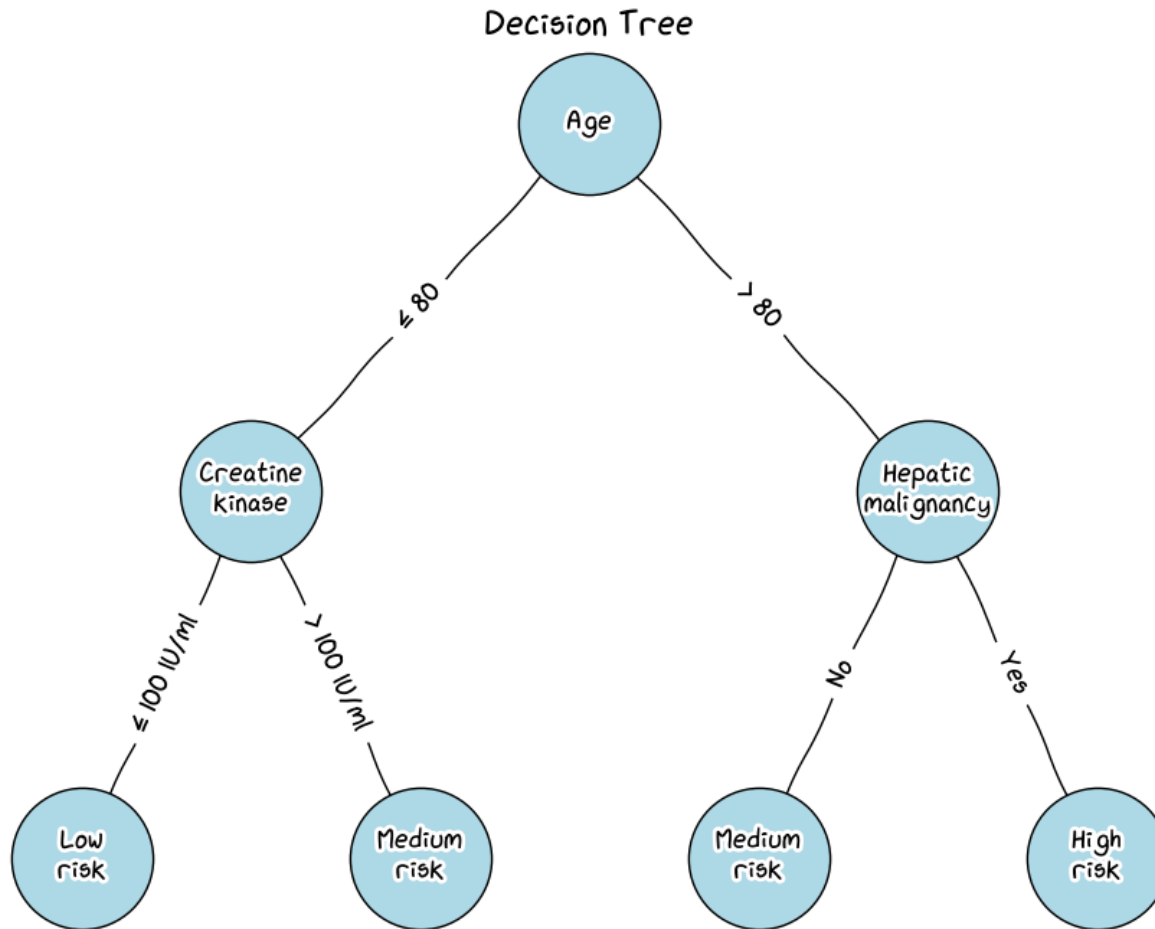 Decision Tree
Age
≤ 80
> 80
Creatine
kinase
Hepatic
malignancy
≤ 100 IU/ml
> 100 IU/ml
No
Yes
Low
risk
Medium
risk
Medium
risk
High
risk